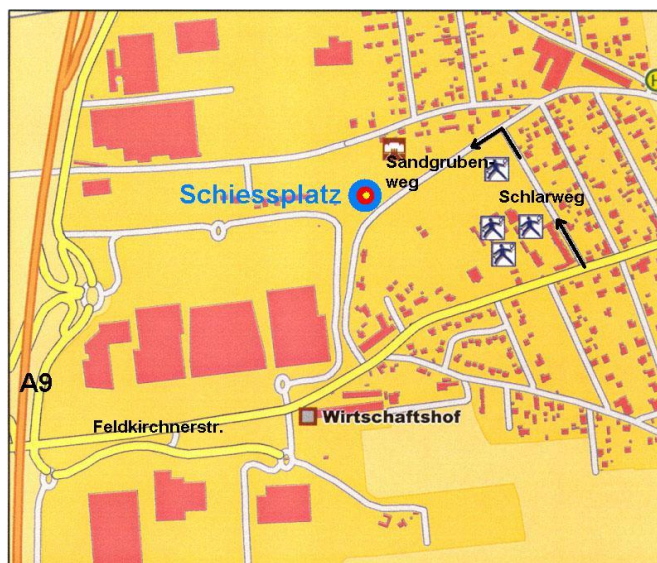 H
Sandgruben-
weg
Schiessplatz
Schlarweg
A9
Wirtschaftshof
Feldkirchnerstr.